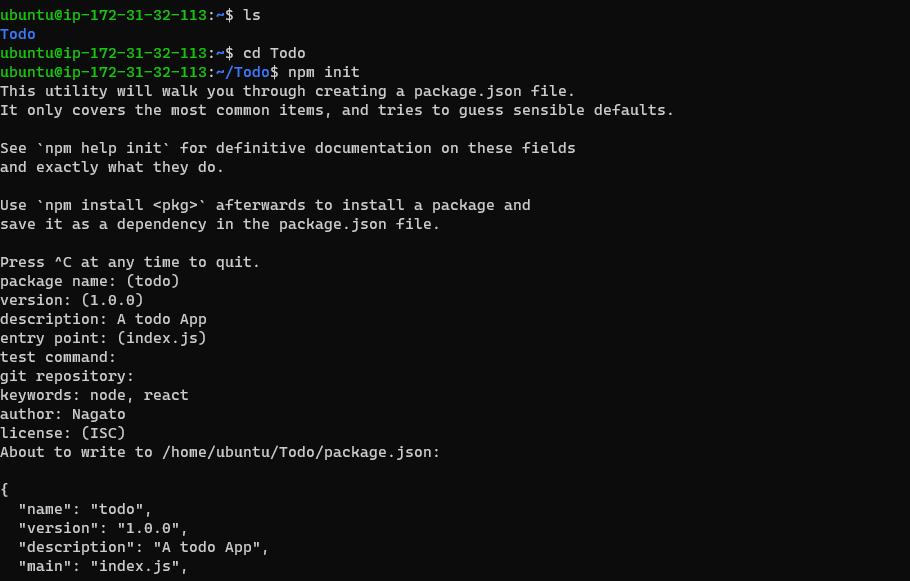 ubuntu@ip-172-31-32-113:~$ ls
Todo
ubuntu@ip-172-31-32-113:~$ cd Todo
ubuntu@ip-172-31-32-113:~/Todo$ npm init
This utility will walk you through creating a package.json file.
It only covers the most common items, and tries to guess sensible defaults.

See `npm help init` for definitive documentation on these fields
and exactly what they do.

Use `npm install <pkg>` afterwards to install a package and
save it as a dependency in the package.json file.

Press ^C at any time to quit.
package name: (todo)
version: (1.0.0)
description: A todo App
entry point: (index.js)
test command:
git repository:
keywords: node, react
author: Nagato
license: (ISC)
About to write to /home/ubuntu/Todo/package.json:

{
  "name": "todo",
  "version": "1.0.0",
  "description": "A todo App",
  "main": "index.js",